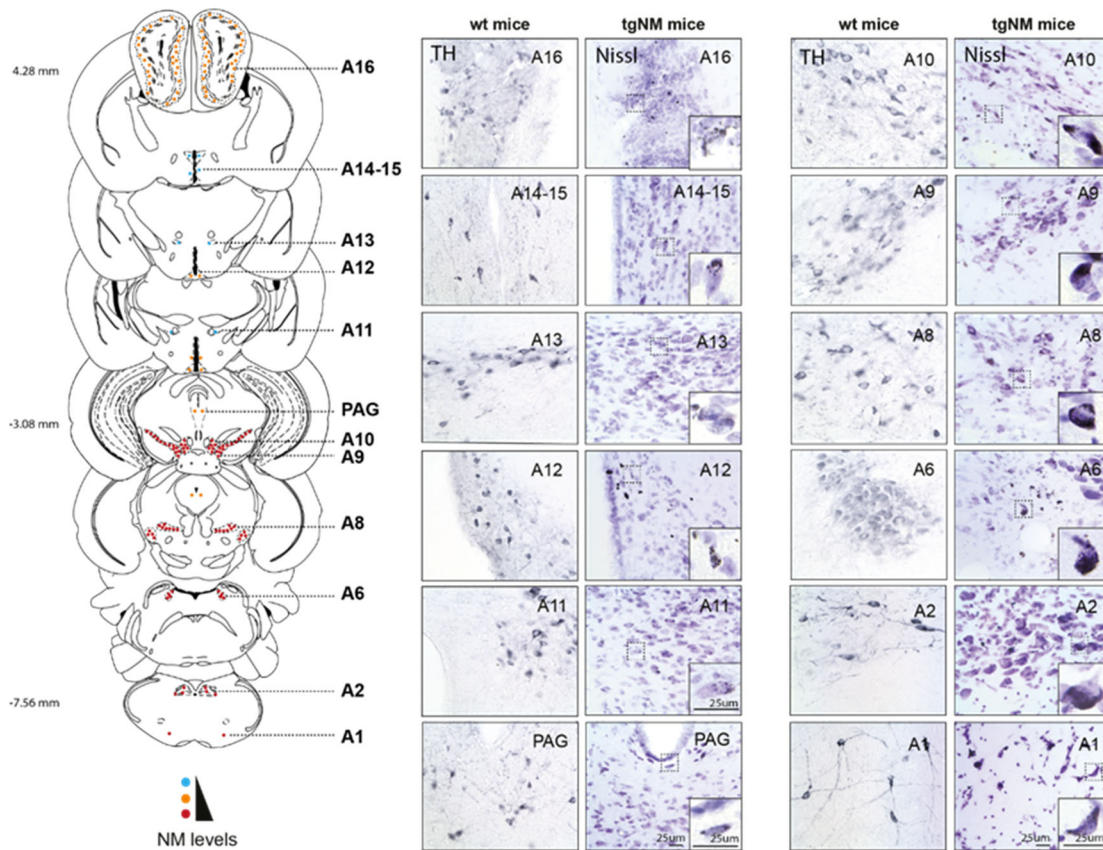 wt mice
tgNM mice
wt mice
tgNM mice
4.28 mm
A16
A14-15
A13
A12
A11
PAG
-3.08 mm
A10
A9
A8
A6
-7.56 mm
A2
A1
NM levels
TH
A16
Nissl
A16
A14-15
A14-15
A13
A13
A12
A12
A11
A11
25um
PAG
PAG
25um
25um
TH
A10
Nissl
A10
A9
A9
A8
A8
A6
A6
A2
A2
A1
A1
25um
25um